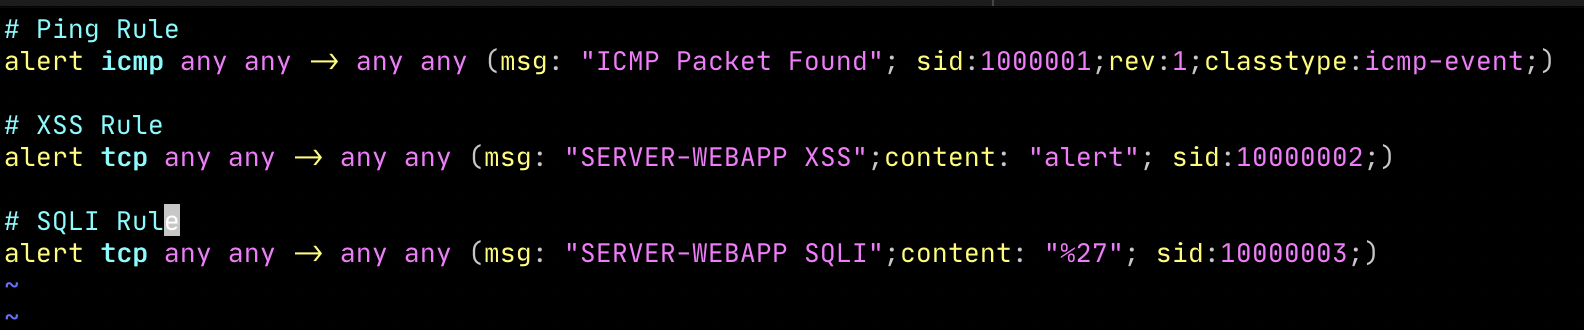 # Ping Rule
alert icmp any any -> any any (msg: "ICMP Packet Found"; sid:1000001;rev:1;classtype:icmp-event;)
# XSS Rule
alert tcp any any -> any any (msg: "SERVER-WEBAPP XSS";content: "alert"; sid:10000002;)
# SQLI Rule
alert tcp any any -> any any (msg: "SERVER-WEBAPP SQLI";content: "%27"; sid:10000003;)
~
~